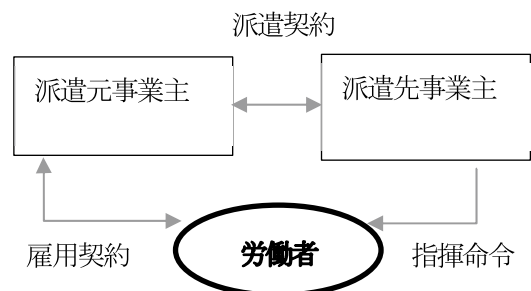 派遣契約
派遣元事業主
派遣先事業主
雇用契約
労働者
指揮命令